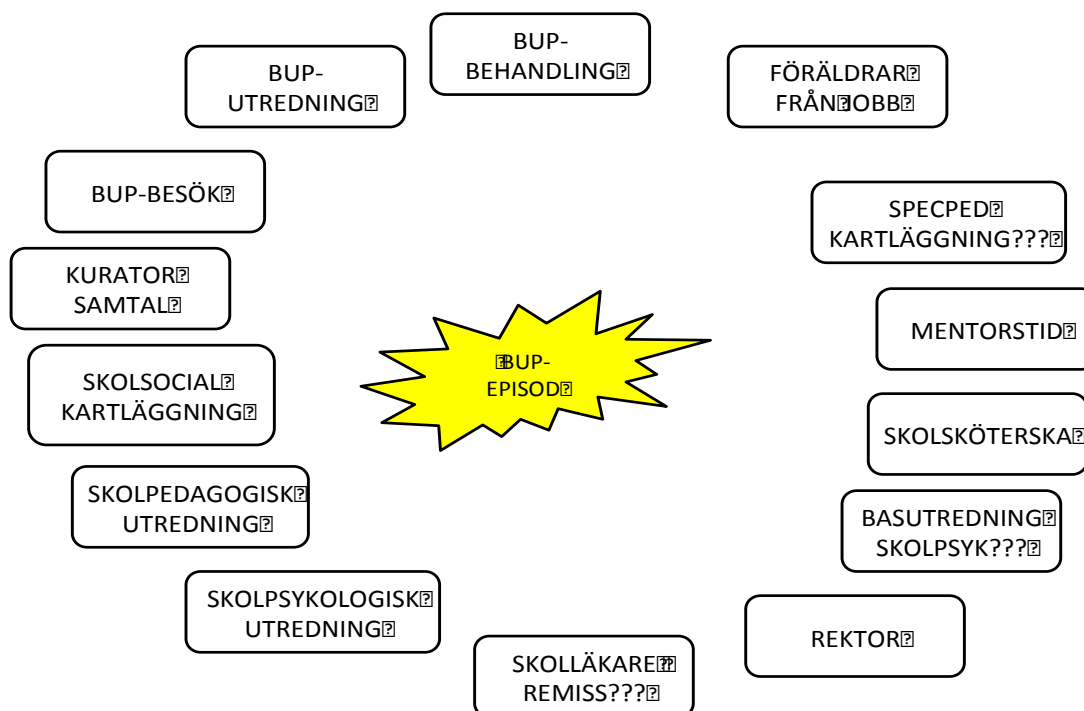 BUP-
BEHANDLING
BUP-
UTREDNING
FÖRÄLDRAR
FRÅN JOBB
BUP-BESÖK
SPECPED
KARTLÄGGNING???
KURATOR
SAMTAL
MENTORSTID
BUP-
EPISOD
SKOLSOCIAL
KARTLÄGGNING
SKOLSKÖTERSKA
SKOLPEDAGOGISK
UTREDNING
BASUTREDNING
SKOLPSYK???
SKOLPSYKOLOGISK
UTREDNING
REKTOR
SKOLLÄKARE
REMISS???